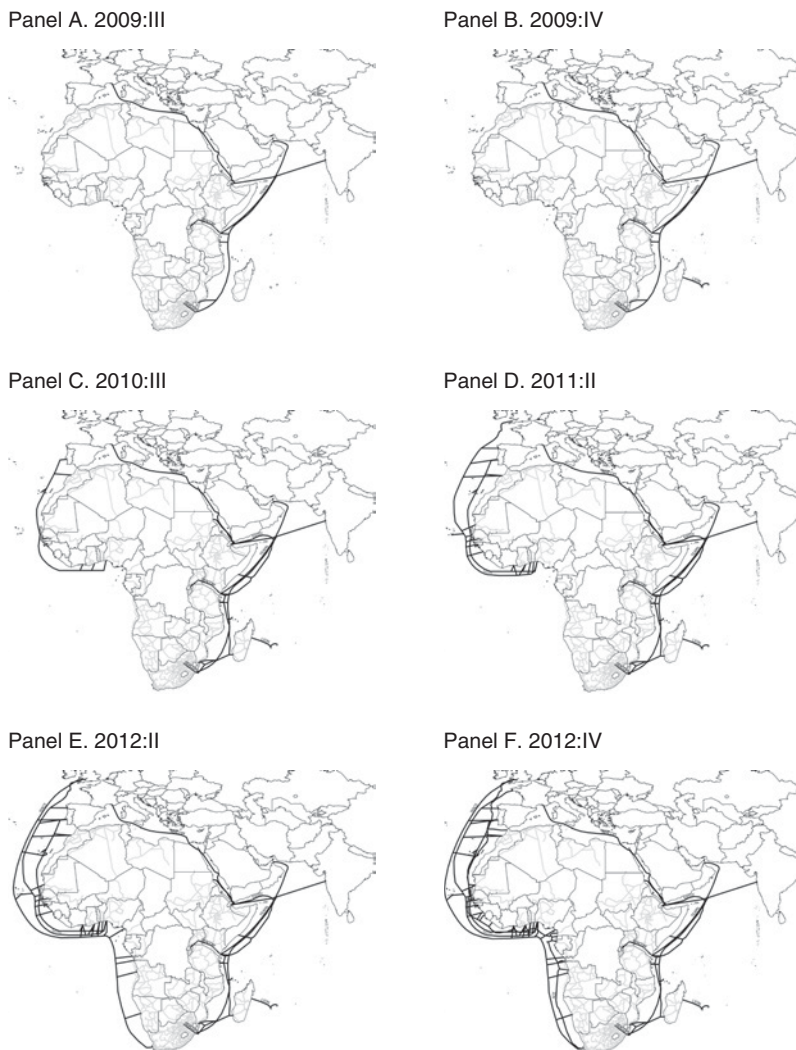 Panel A. 2009:III
Panel B. 2009:IV
Panel C. 2010:III
Panel D. 2011:II
Panel E. 2012:II
Panel F. 2012:IV